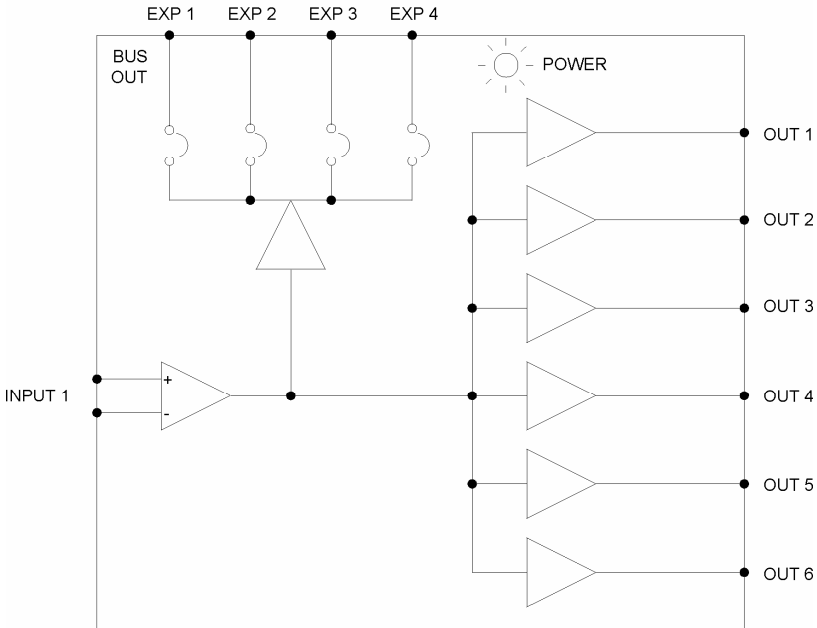 EXP 1 EXP 2 EXP 3 EXP 4
BUS
OUT
POWER
OUT 1
OUT 2
OUT 3
INPUT 1
+
-
OUT 4
OUT 5
OUT 6